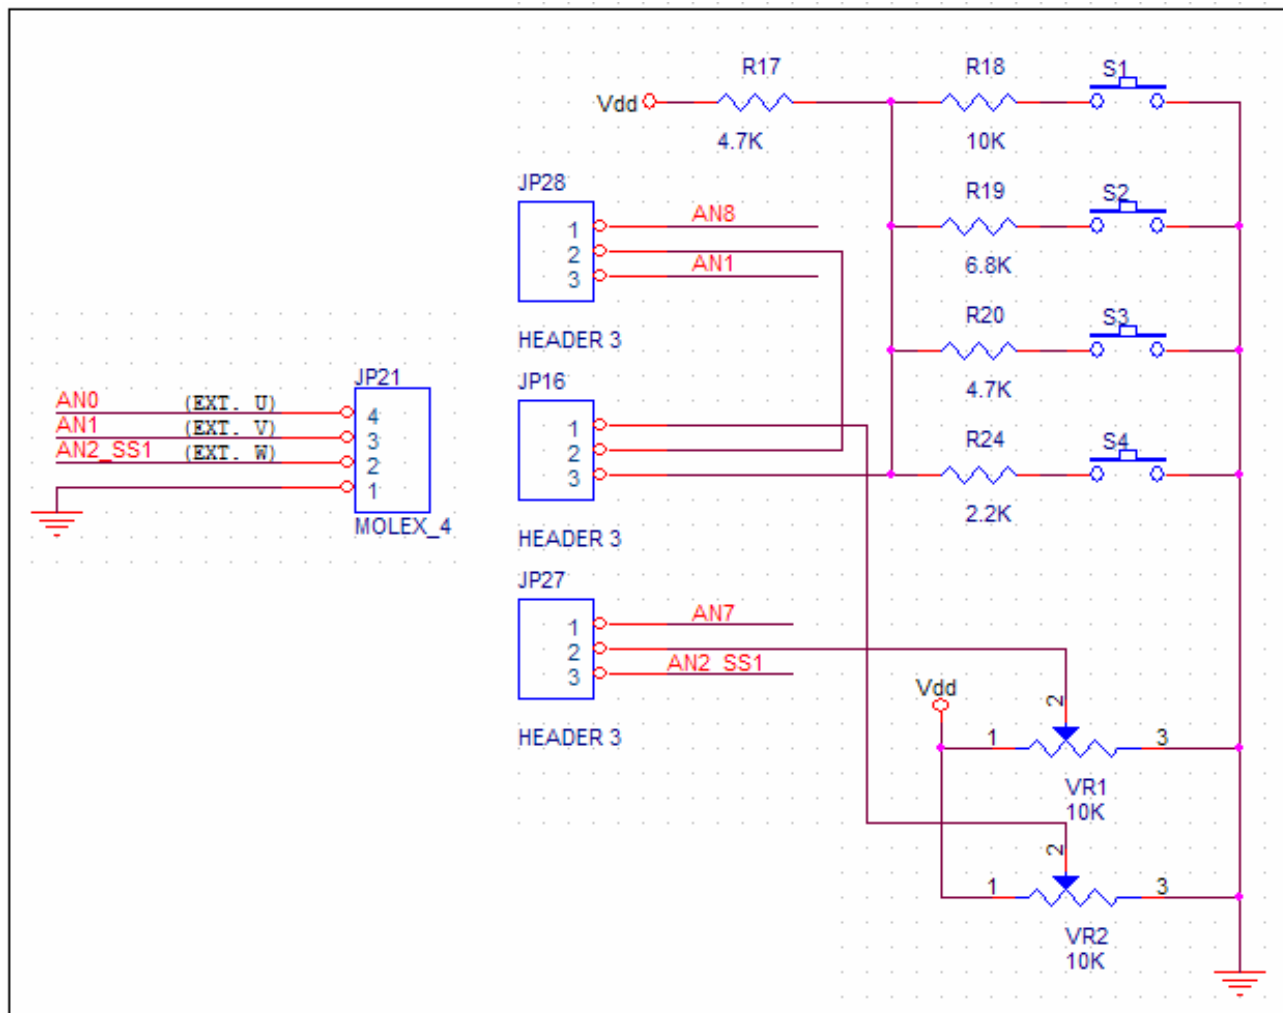 R17
R18
S1
Vdd
4.7K
10K
JP28
R19
S2
1
AN8
2
3
AN1
6.8K
R20
S3
HEADER 3
4.7K
JP21
JP16
AN0 (EXT. U) 4
AN1 (EXT. V) 3
AN2_SS1 (EXT. W) 2
1
MOLEX_4
1
2
3
R24
S4
2.2K
HEADER 3
JP27
1
AN7
2
3
AN2_SS1
HEADER 3
Vdd
2
1
3
VR1
10K
2
1
3
VR2
10K